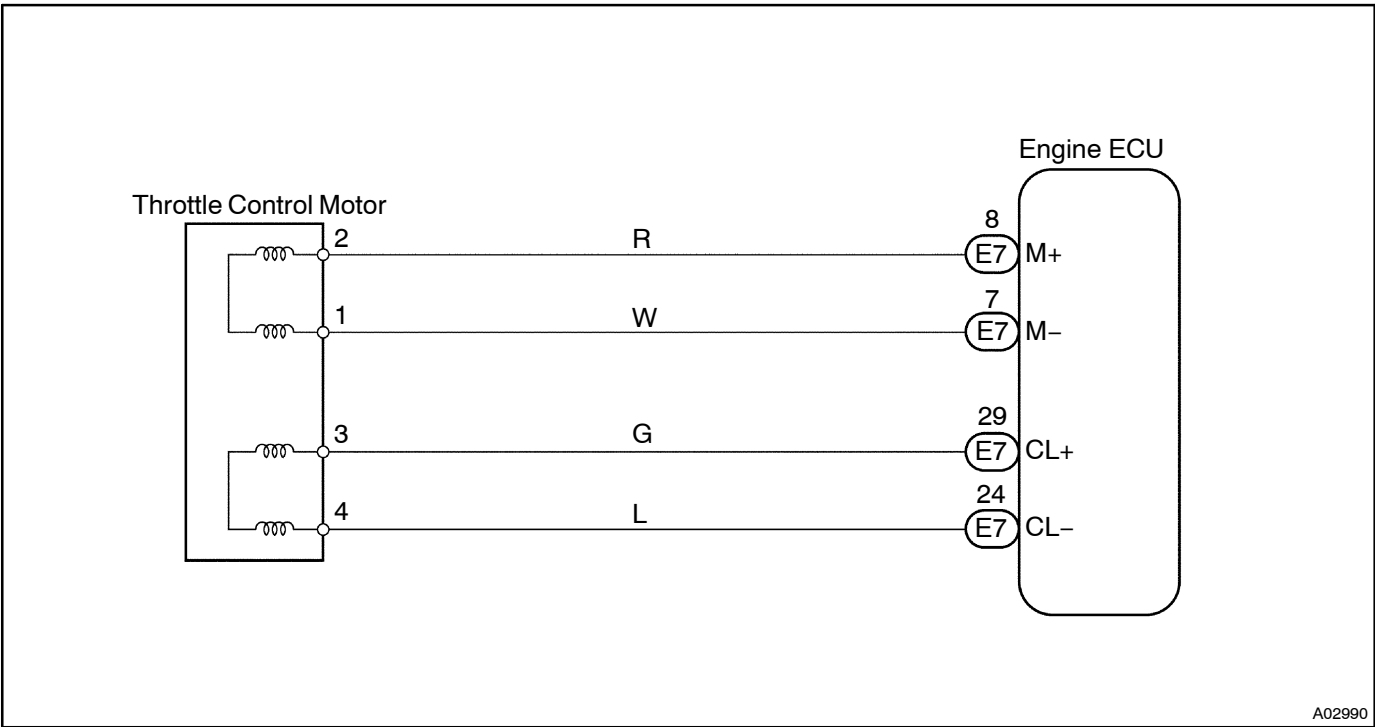 Engine ECU
Throttle Control Motor
8
2 R E7 M+
7
1 W E7 M−
29
3 G E7 CL+
24
4 L E7 CL−
A02990